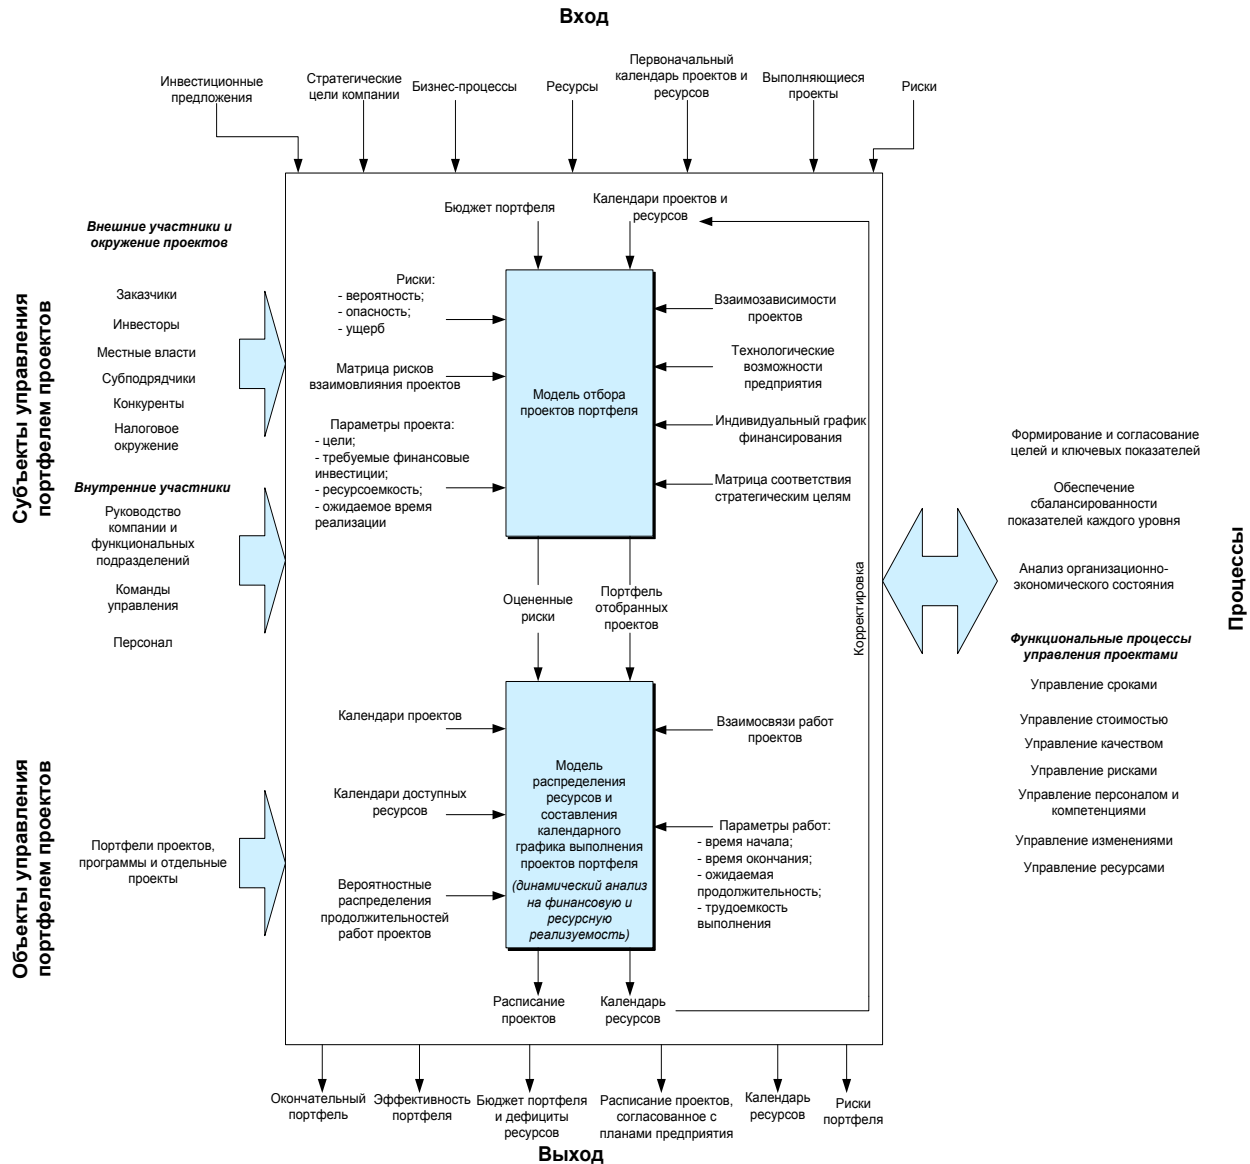 Вход
Инвестиционные
предложения
Стратегические
цели компании
Бизнес-процессы
Ресурсы
Первоначальный
календарь проектов и
ресурсов
Выполняющиеся
проекты
Риски
Субъекты управления
портфелем проектов
Внешние участники и
окружение проектов
Заказчики
Инвесторы
Местные власти
Субподрядчики
Конкуренты
Налоговое
окружение
Внутренние участники
Руководство
компании и
функциональных
подразделений
Команды
управления
Персонал
Объекты управления
портфелем проектов
Портфели проектов,
программы и отдельные
проекты
Бюджет портфеля
Календари проектов и
ресурсов
Риски:
- вероятность;
- опасность;
- ущерб
Матрица рисков
взаимовлияния проектов
Параметры проекта:
- цели;
- требуемые финансовые
инвестиции;
- ресурсоемкость;
- ожидаемое время
реализации
Модель отбора
проектов портфеля
Взаимозависимости
проектов
Технологические
возможности
предприятия
Индивидуальный график
финансирования
Матрица соответствия
стратегическим целям
Оцененные
риски
Портфель
отобранных
проектов
Корректировка
Календари проектов
Календари доступных
ресурсов
Вероятностные
распределения
продолжительностей
работ проектов
Модель
распределения
ресурсов и
составления
календарного
графика выполнения
проектов портфеля
(динамический анализ
на финансовую и
ресурсную
реализуемость)
Взаимосвязи работ
проектов
Параметры работ:
- время начала;
- время окончания;
- ожидаемая
продолжительность;
- трудоемкость
выполнения
Расписание
проектов
Календарь
ресурсов
Процессы
Формирование и согласование
целей и ключевых показателей
Обеспечение
сбалансированности
показателей каждого уровня
Анализ организационно-
экономического состояния
Функциональные процессы
управления проектами
Управление сроками
Управление стоимостью
Управление качеством
Управление рисками
Управление персоналом и
компетенциями
Управление изменениями
Управление ресурсами
Окончательный
портфель
Эффективность
портфеля
Бюджет портфеля
и дефициты
ресурсов
Расписание проектов,
согласованное с
планами предприятия
Календарь
ресурсов
Риски
портфеля
Выход